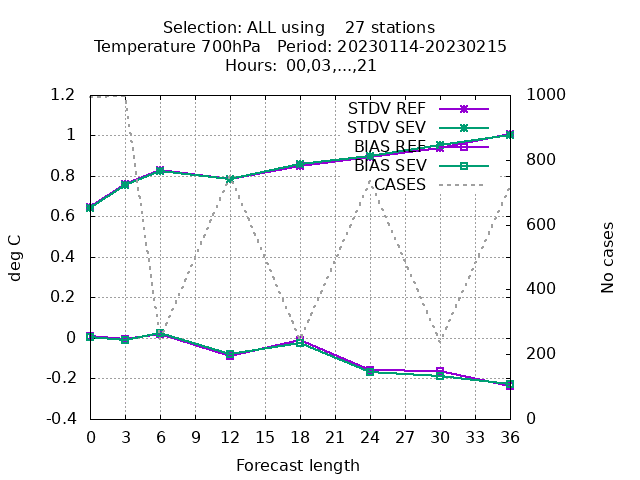 Selection: ALL using    27 stations
Temperature 700hPa   Period: 20230114-20230215
Hours: 00,03,...,21
1.2
1
0.8
0.6
0.4
0.2
0
-0.2
-0.4
deg C
1000
800
600
400
200
0
No cases
STDV REF
STDV SEV
BIAS REF
BIAS SEV
CASES
0 3 6 9 12 15 18 21 24 27 30 33 36
Forecast length